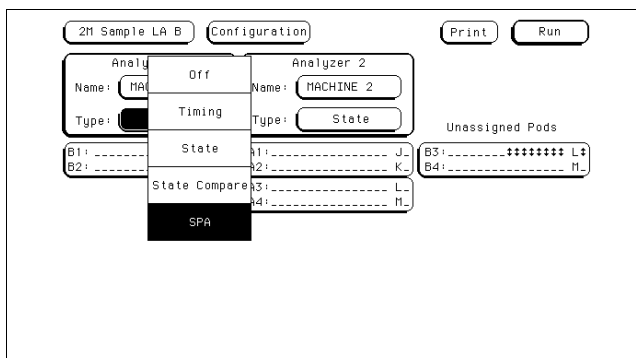 2M Sample LA B Configuration Print Run
Analy Analyzer 2
Name: MAC Name: MACHINE 2
Type: Type: State
Off
Timing
State
State Compare
SPA
Unassigned Pods
B1: A1: J B3: ↕↕↕↕↕↕↕↕ L↕
B2: A2: K B4: M
A3: L
A4: M